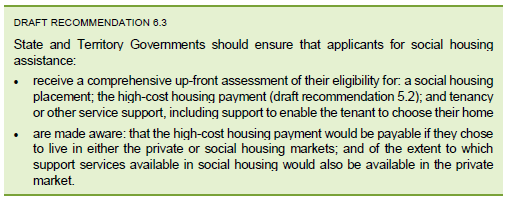 DRAFT RECOMMENDATION 6.3
State and Territory Governments should ensure that applicants for social housing
assistance:
• receive a comprehensive up-front assessment of their eligibility for: a social housing
placement; the high-cost housing payment (draft recommendation 5.2); and tenancy
or other service support, including support to enable the tenant to choose their home
• are made aware: that the high-cost housing payment would be payable if they chose
to live in either the private or social housing markets; and of the extent to which
support services available in social housing would also be available in the private
market.